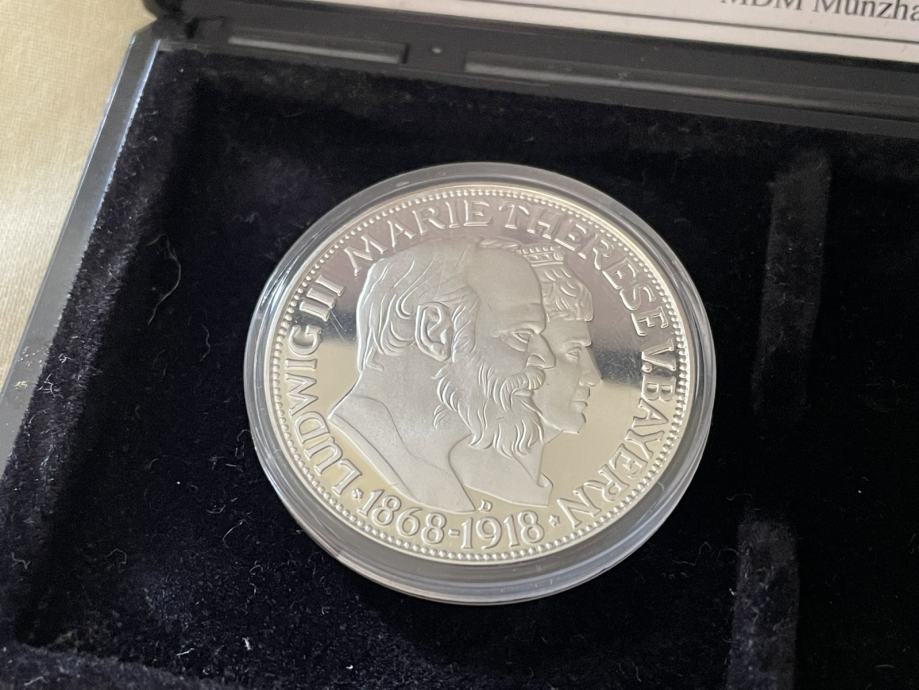 MDM Münzha
LUDWIG III MARIE THERESE V. BAYERN
1868-1918
D